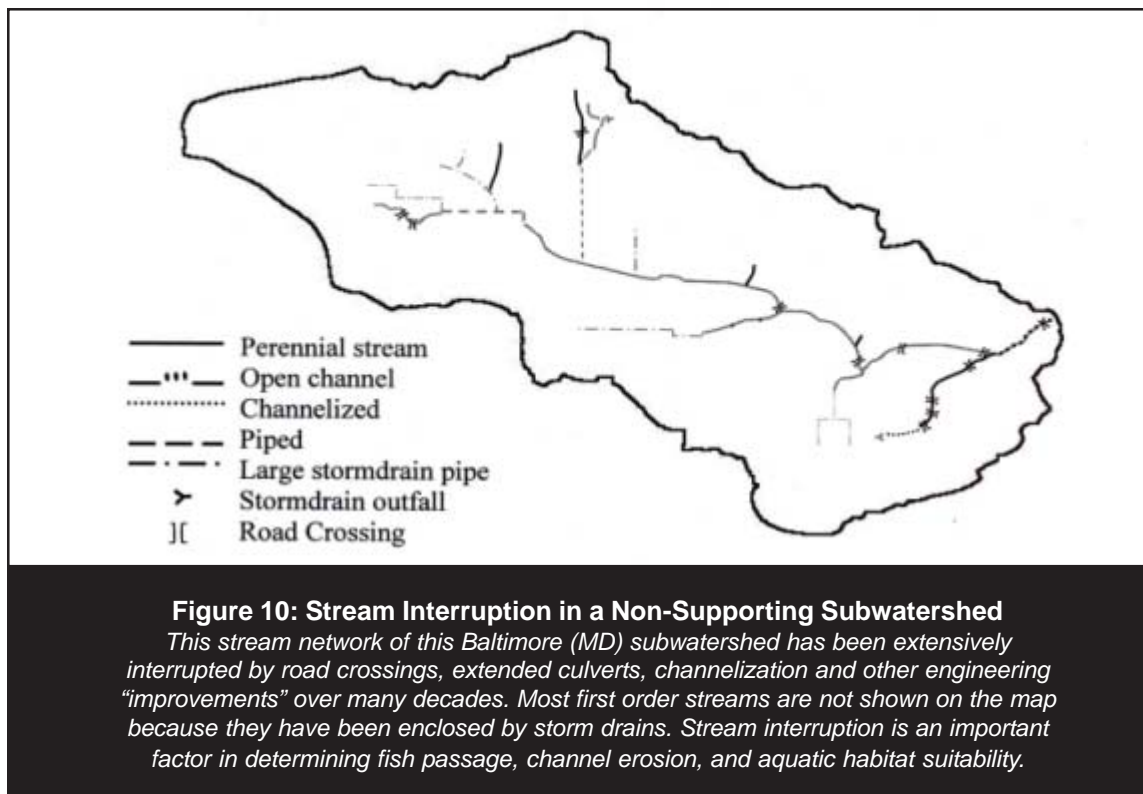 Perennial stream
Open channel
Channelized
Piped
Large stormdrain pipe
Stormdrain outfall
Road Crossing
Figure 10: Stream Interruption in a Non-Supporting Subwatershed
This stream network of this Baltimore (MD) subwatershed has been extensively
interrupted by road crossings, extended culverts, channelization and other engineering
“improvements” over many decades. Most first order streams are not shown on the map
because they have been enclosed by storm drains. Stream interruption is an important
factor in determining fish passage, channel erosion, and aquatic habitat suitability.